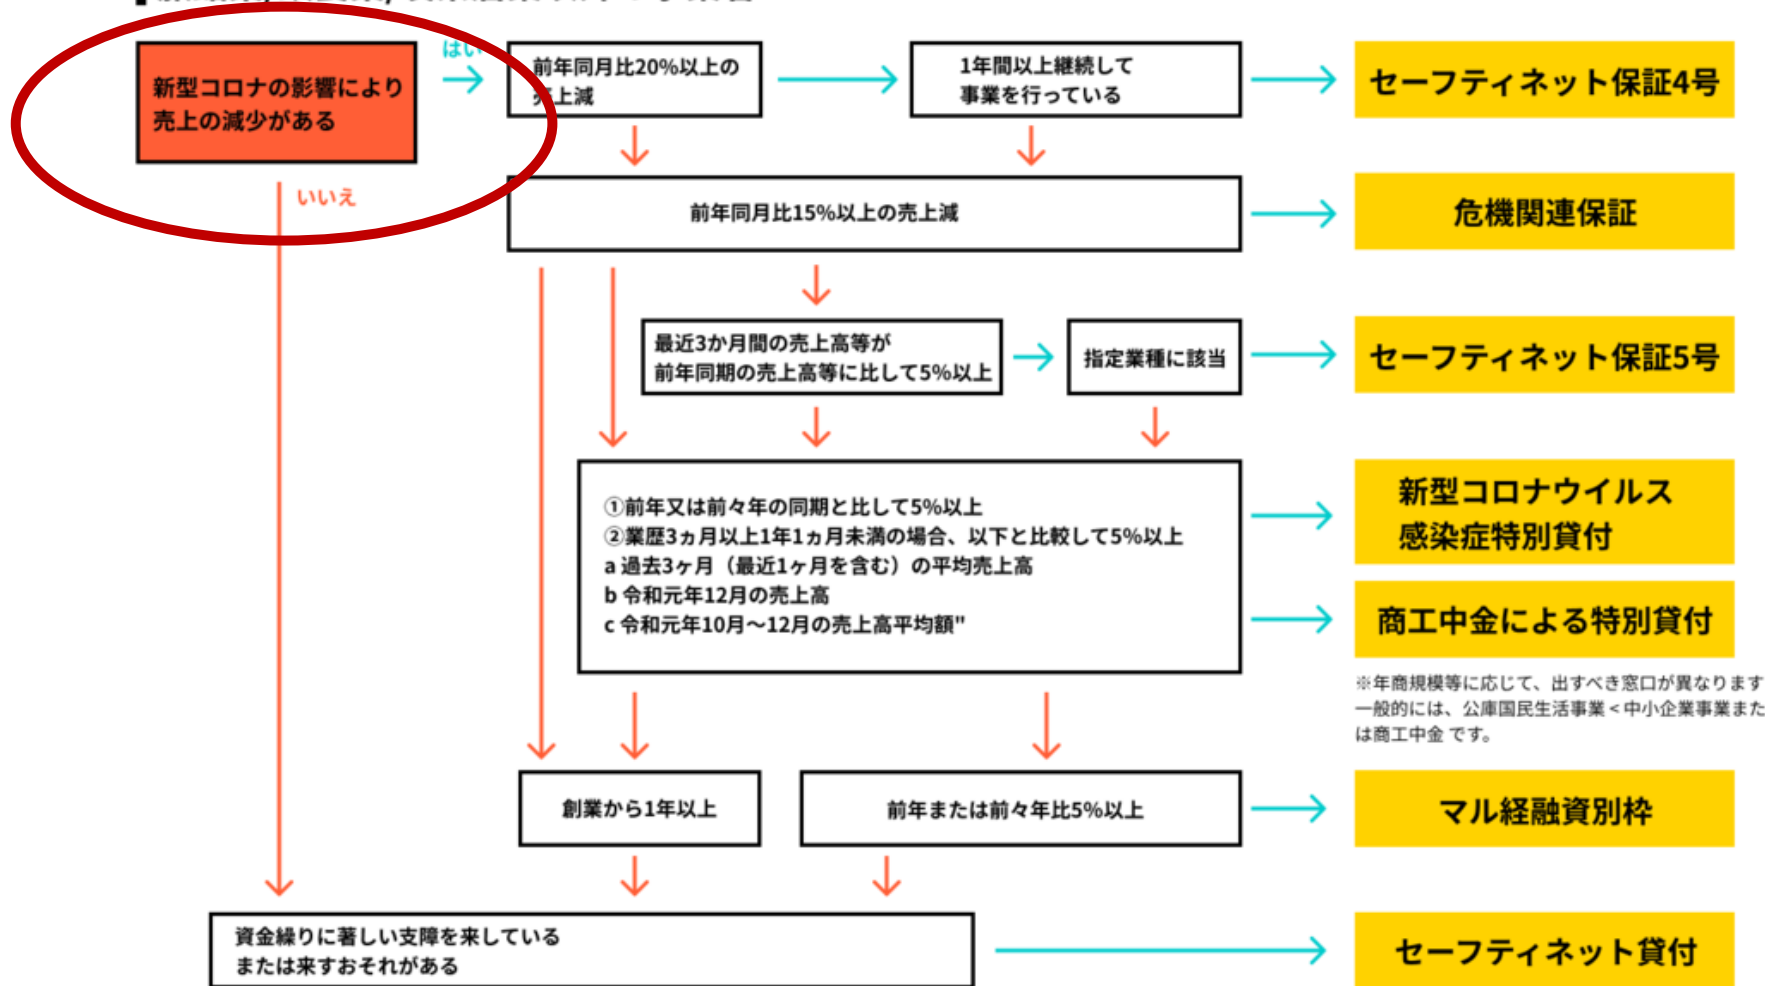 新型コロナの影響により
売上の減少がある
はい
いいえ
前年同月比20%以上の
売上減
1年間以上継続して
事業を行っている
セーフティネット保証4号
前年同月比15%以上の売上減
危機関連保証
最近3か月間の売上高等が
前年同期の売上高等に比して5%以上
指定業種に該当
セーフティネット保証5号
①前年又は前々年の同期と比して5%以上
②業歴3ヵ月以上1年1ヵ月未満の場合、以下と比較して5%以上
a 過去3ヶ月（最近1ヶ月を含む）の平均売上高
b 令和元年12月の売上高
c 令和元年10月～12月の売上高平均額"
新型コロナウイルス
感染症特別貸付
商工中金による特別貸付
※年商規模等に応じて、出すべき窓口が異なります
一般的には、公庫国民生活事業 < 中小企業事業また
は商工中金 です。
創業から1年以上
前年または前々年比5%以上
マル経融資別枠
資金繰りに著しい支障を来している
または来すおそれがある
セーフティネット貸付